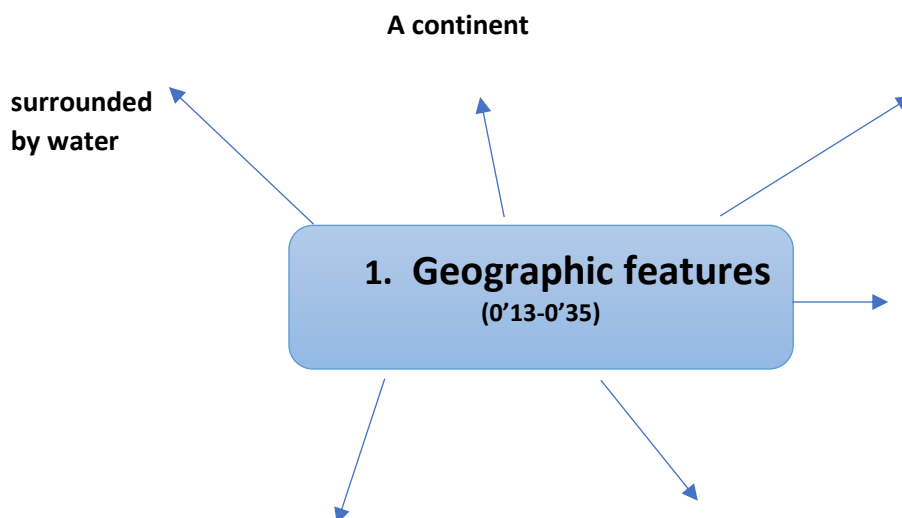 A continent
surrounded
by water
1. Geographic features
(0’13-0’35)